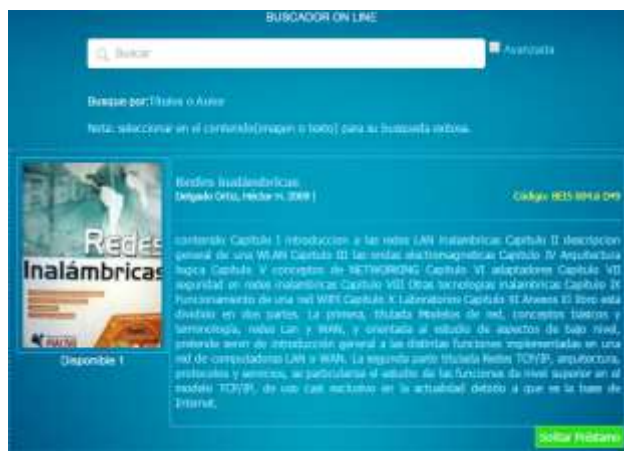 BUSCADOR ON LINE
Buscar
Avanzada
Busque por:Titulos o Autor
Nota: seleccionar en el contenido(imagen o texto) para su busqueda exitosa.
Redes
Inalámbricas
MACRO
Disponible 1
Redes Inalámbricas
Delgado Ortiz, Héctor H. 2009 |
Código: BEIS 004.6 D49
contenido Capitulo I Introduccion a las redes LAN Inalambricas Capitulo II descripcion
general de una WLAN Capitulo III las ondas electromagneticas Capitulo IV Arquitectura
logica Capitulo V conceptos de NETWORKING Capitulo VI adaptadores Capitulo VII
seguridad en redes inalambricas Capitulo VIII Otras tecnologias inalambricas Capitulo IX
Funcionamiento de una red WIFI Capitulo X Laboratorios Capitulo XI Anexos El libro esta
dividido en dos partes. La primera, titulada Modelos de red, conceptos básicos y
terminología, redes Lan y WAN, y orientada al estudio de aspectos de bajo nivel,
pretende servir de introducción general a las distintas funciones implementadas en una
red de computadores LAN o WAN. La segunda parte titulada Redes TCP/IP, arquitectura,
protocolos y servicios, se particulariza el estudio de las funciones de nivel superior en el
modelo TCP/IP, de uso casi exclusivo en la actualidad debido a que es la base de
Internet.
Solitar Préstamo